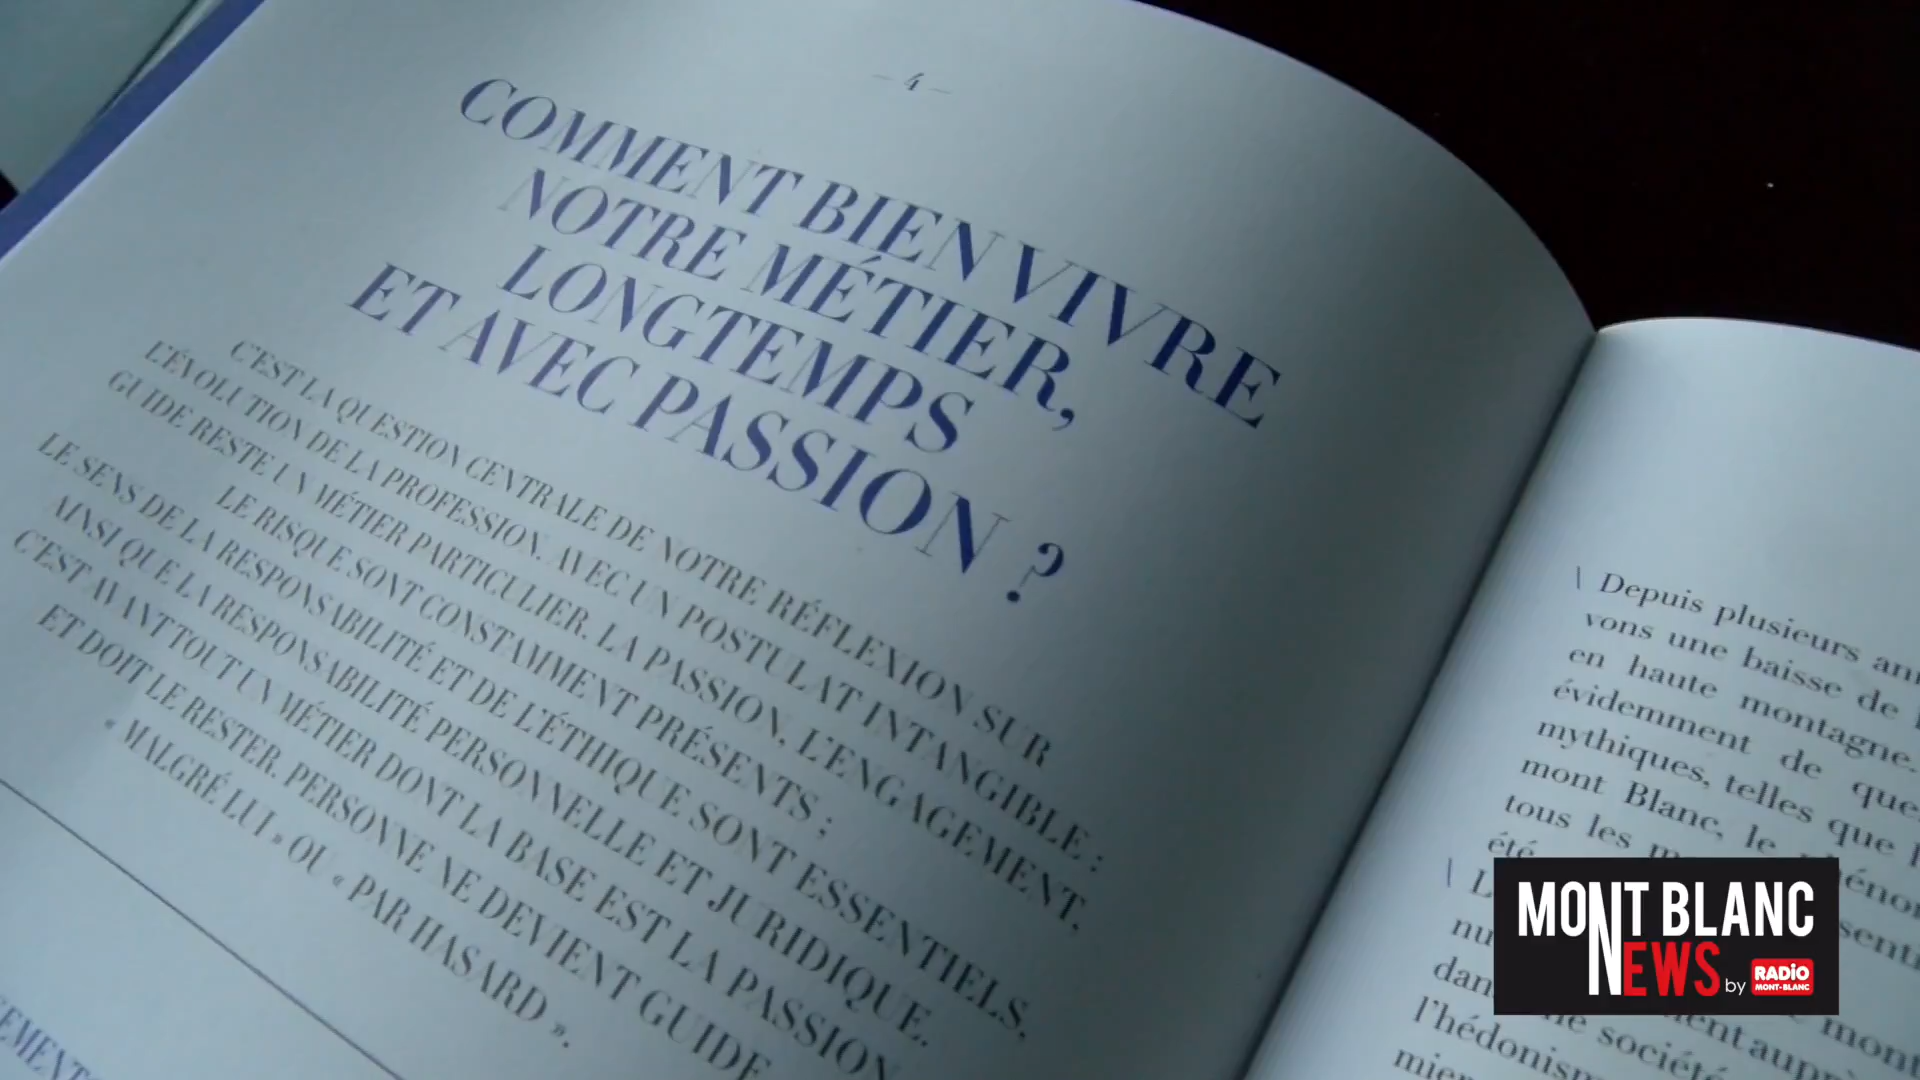 – 4 –
COMMENT BIEN VIVRE
NOTRE MÉTIER,
LONGTEMPS
ET AVEC PASSION ?
C'EST LA QUESTION CENTRALE DE NOTRE RÉFLEXION SUR
L'ÉVOLUTION DE LA PROFESSION. AVEC UN POSTULAT INTANGIBLE :
GUIDE RESTE UN MÉTIER PARTICULIER. LA PASSION, L'ENGAGEMENT,
LE RISQUE SONT CONSTAMMENT PRÉSENTS ;
LE SENS DE LA RESPONSABILITÉ ET DE L'ÉTHIQUE SONT ESSENTIELS,
AINSI QUE LA RESPONSABILITÉ PERSONNELLE ET JURIDIQUE.
C'EST AVANT TOUT UN MÉTIER DONT LA BASE EST LA PASSION
ET DOIT LE RESTER. PERSONNE NE DEVIENT GUIDE
« MALGRÉ LUI » OU « PAR HASARD ».
\ Depuis plusieurs
vons une baisse de
en haute montagne.
évidemment de
mythiques, telles que
mont Blanc, le
tous les
été
société
MONT BLANC
NEWS by RADIO
MONT-BLANC